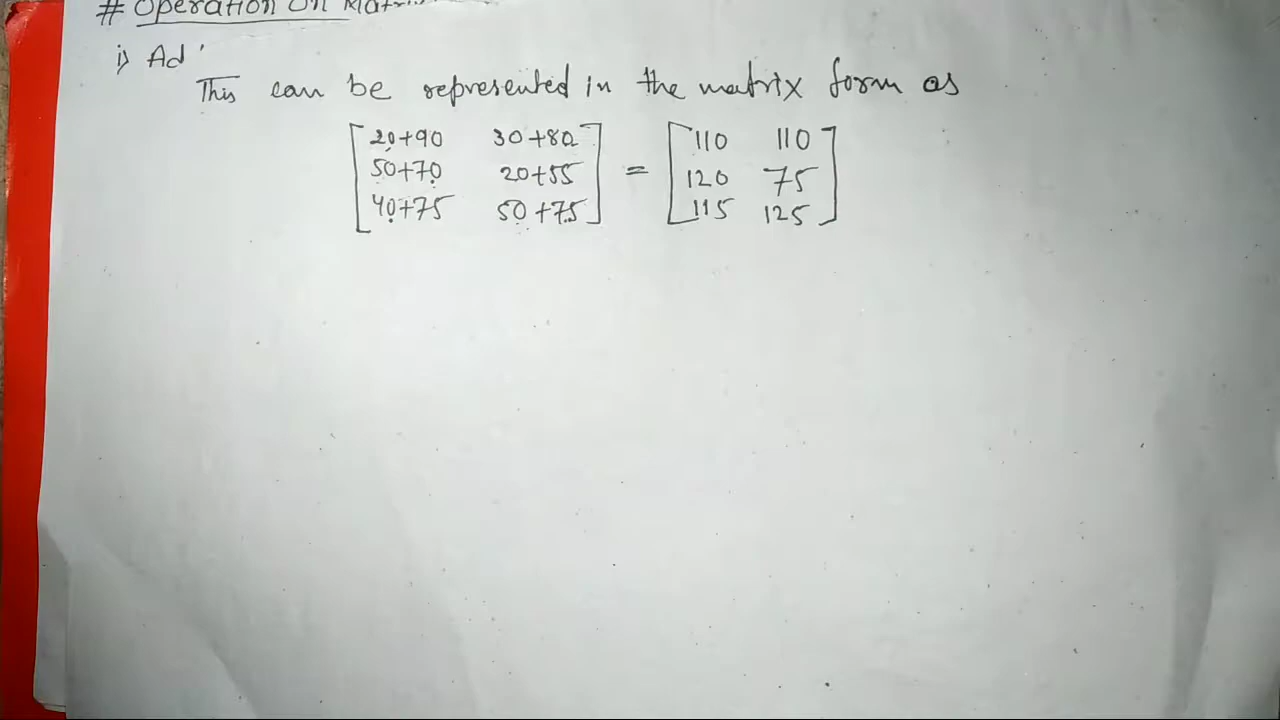 # Operation On Matrix
i) Ad
This can be represented in the matrix form as
[20+90 30+80] = [110 110]
[50+70 20+55] [120 75]
[40+75 50+75] [115 125]